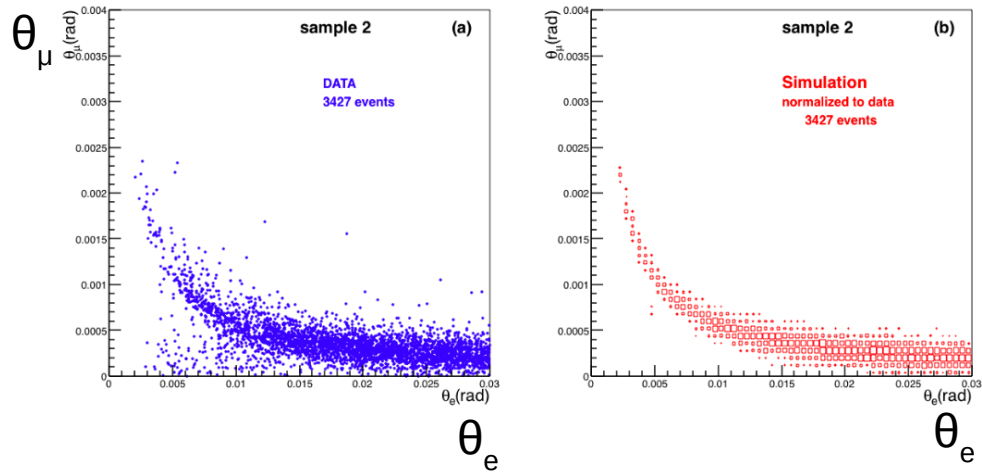 θμ
θμ(rad)
0.004
0.0035
0.003
0.0025
0.002
0.0015
0.001
0.0005
0
sample 2
(a)
DATA
3427 events
0 0.005 0.01 0.015 0.02 0.025 0.03
θe(rad)
θe
θμ(rad)
0.004
0.0035
0.003
0.0025
0.002
0.0015
0.001
0.0005
0
sample 2
(b)
Simulation
normalized to data
3427 events
0 0.005 0.01 0.015 0.02 0.025 0.03
θe(rad)
θe